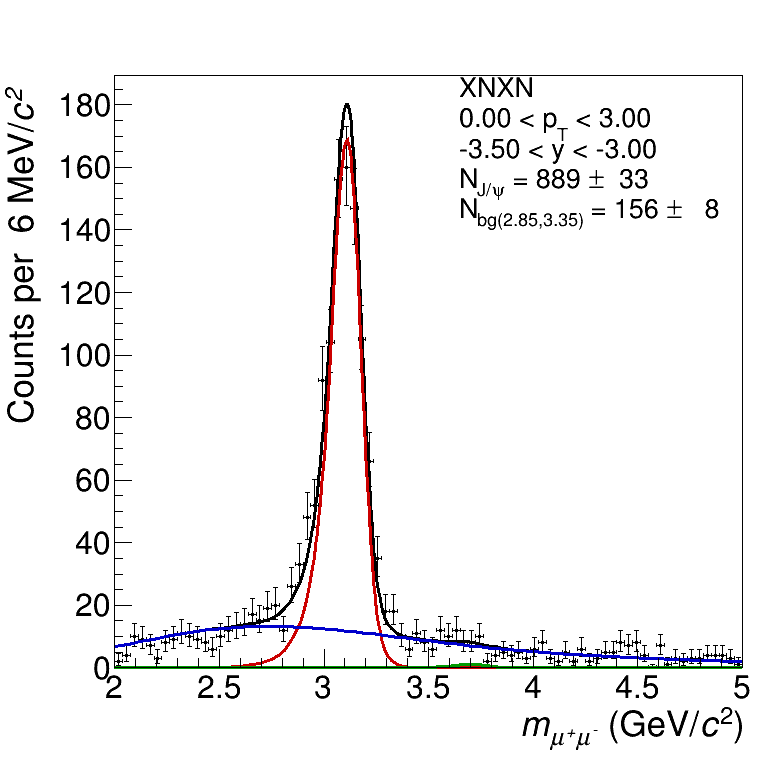 XNXN
0.00 < p_T < 3.00
-3.50 < y < -3.00
N_J/ψ = 889 ± 33
N_bg(2.85,3.35) = 156 ± 8
Counts per 6 MeV/c²
180
160
140
120
100
80
60
40
20
0
2 2.5 3 3.5 4 4.5 5
m_μ⁺μ⁻ (GeV/c²)